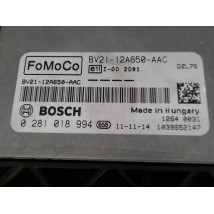 FoMoCo
BV21-12A650-AAC
e11 I-00 2081
DZL75
BV21-12A650-AAC
BOSCH
Made in Hungary
1264 0031
0 281 018 994
11-11-14
1039S52147